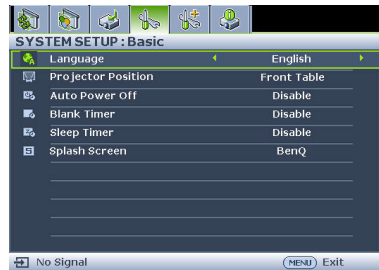 SYSTEM SETUP : Basic
Language English
Projector Position Front Table
Auto Power Off Disable
Blank Timer Disable
Sleep Timer Disable
Splash Screen BenQ
No Signal MENU Exit